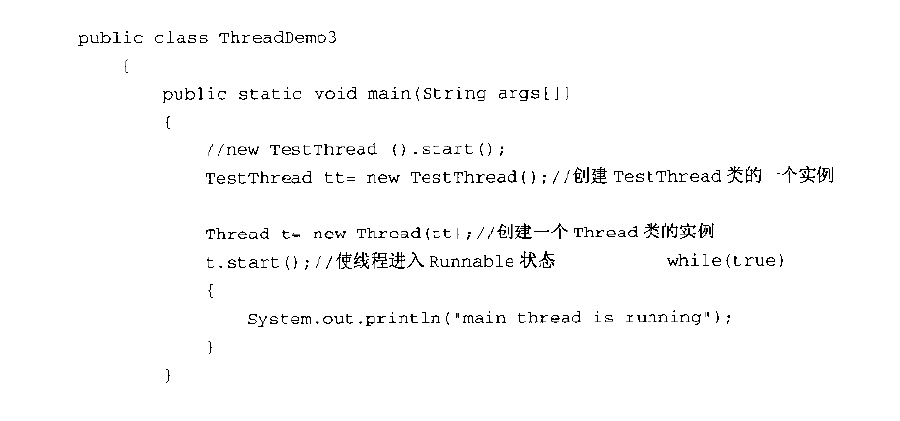 public class ThreadDemo3
{
public static void main(String args[])
{
//new TestThread ().start();
TestThread tt= new TestThread();//创建 TestThread 类的一个实例
Thread t= new Thread(tt);//创建一个 Thread 类的实例
t.start();//使线程进入 Runnable 状态 while(true)
{
System.out.println("main thread is running");
}
}